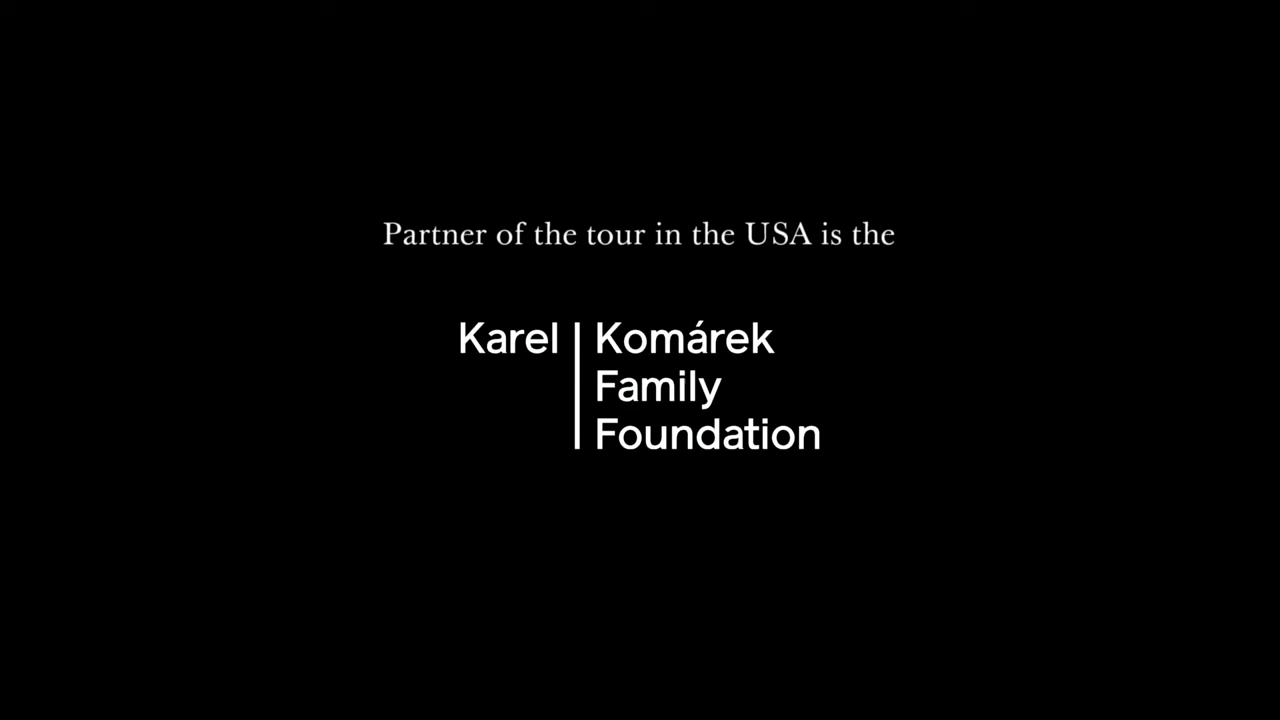 Partner of the tour in the USA is the
Karel | Komárek
Family
Foundation